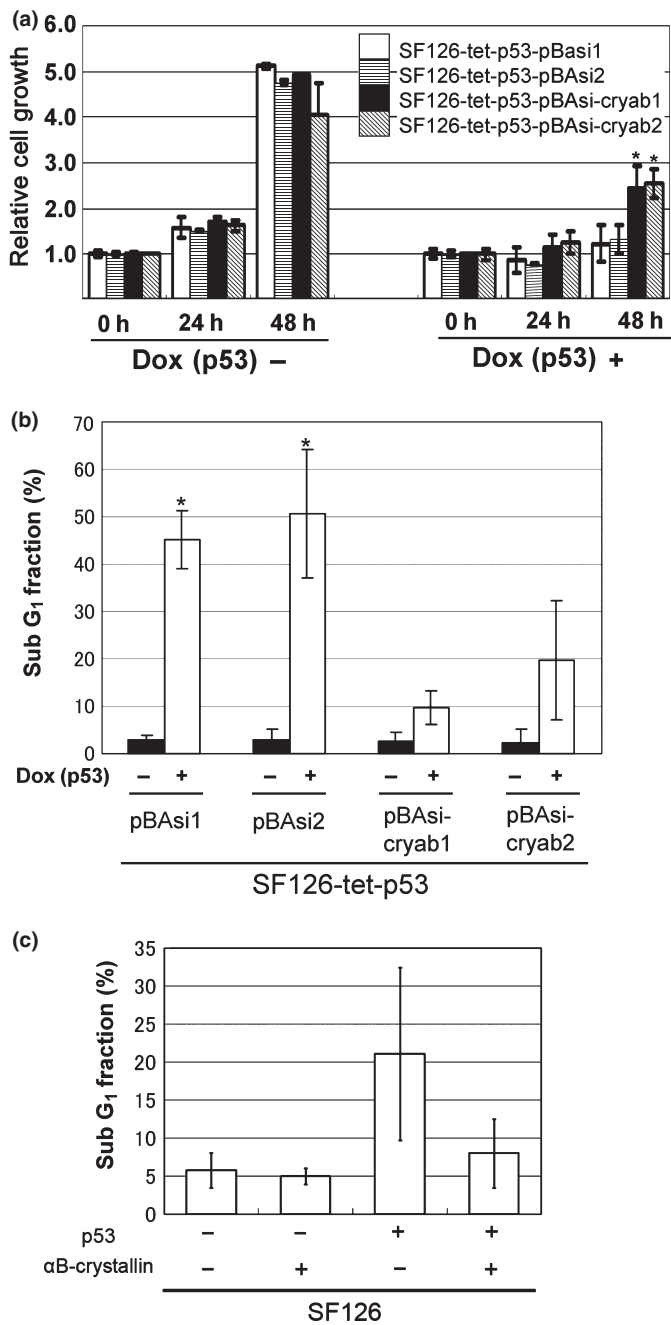 (a)
Relative cell growth
6.0
5.0
4.0
3.0
2.0
1.0
SF126-tet-p53-pBasi1
SF126-tet-p53-pBAsi2
SF126-tet-p53-pBAsi-cryab1
SF126-tet-p53-pBAsi-cryab2
* *
0 h 24 h 48 h 0 h 24 h 48 h
Dox (p53) – Dox (p53) +
(b)
Sub G₁ fraction (%)
70
60
50
40
30
20
10
0
* *
Dox (p53) – + – + – + – +
pBAsi1 pBAsi2 pBAsi-cryab1 pBAsi-cryab2
SF126-tet-p53
(c)
Sub G₁ fraction (%)
35
30
25
20
15
10
5
0
p53 – – + +
αB-crystallin – + – +
SF126